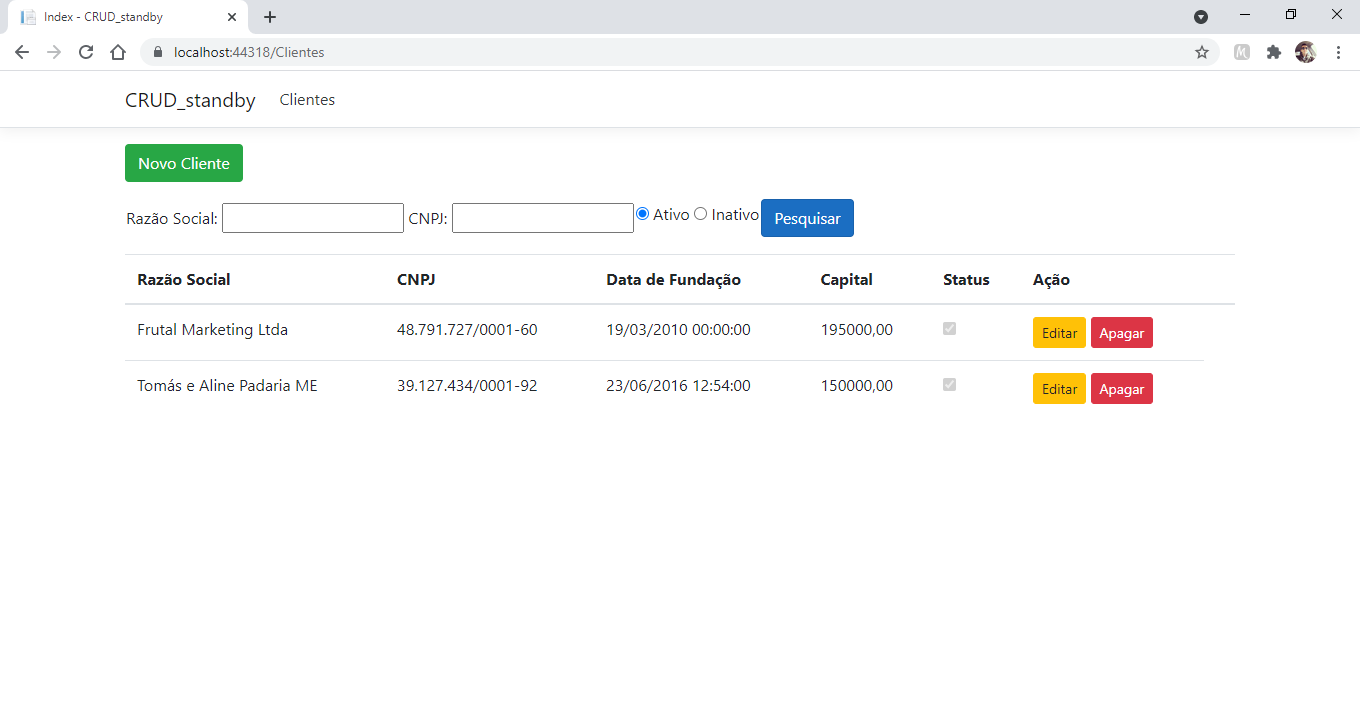 Index - CRUD_standby
localhost:44318/Clientes
CRUD_standby Clientes
Novo Cliente
Razão Social: CNPJ: Ativo Inativo Pesquisar
Razão Social CNPJ Data de Fundação Capital Status Ação
Frutal Marketing Ltda 48.791.727/0001-60 19/03/2010 00:00:00 195000,00 Editar Apagar
Tomás e Aline Padaria ME 39.127.434/0001-92 23/06/2016 12:54:00 150000,00 Editar Apagar